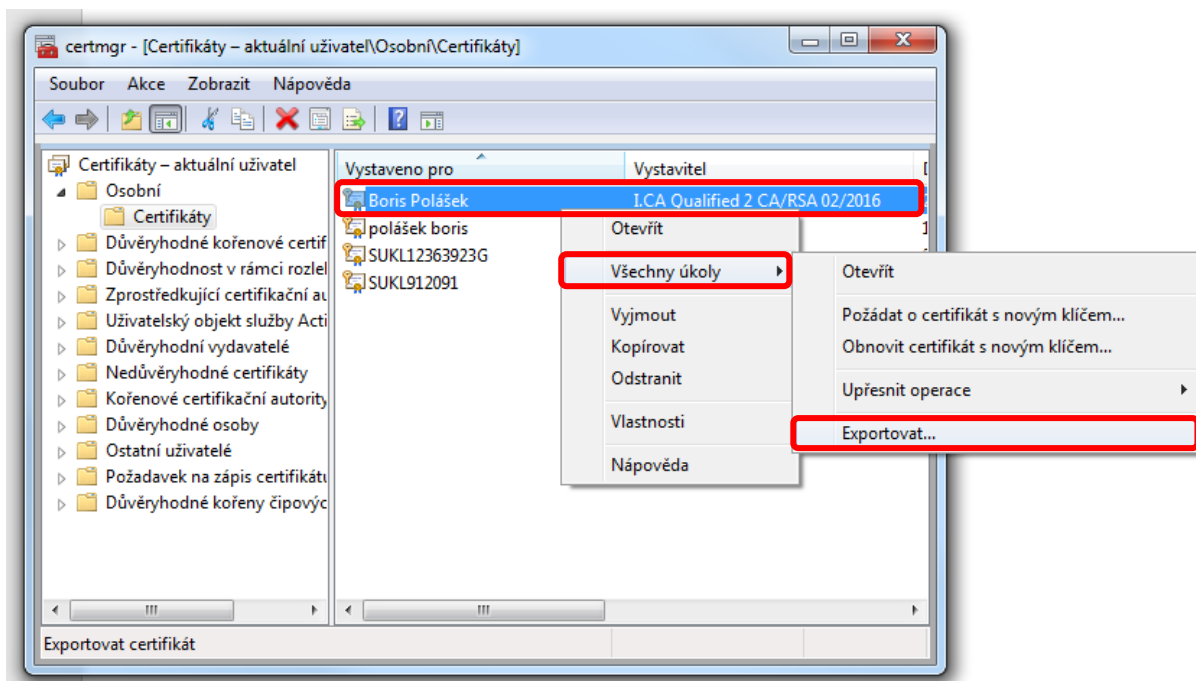 certmgr - [Certifikáty – aktuální uživatel\Osobní\Certifikáty]
Soubor Akce Zobrazit Nápověda
Certifikáty – aktuální uživatel
Osobní
Certifikáty
Důvěryhodné kořenové certif
Důvěryhodnost v rámci rozleh
Zprostředkující certifikační au
Uživatelský objekt služby Acti
Důvěryhodní vydavatelé
Nedůvěryhodné certifikáty
Kořenové certifikační autority
Důvěryhodné osoby
Ostatní uživatelé
Požadavek na zápis certifikátu
Důvěryhodné kořeny čipovýc
Vystaveno pro Vystavitel
Boris Polášek I.CA Qualified 2 CA/RSA 02/2016
polášek boris
SUKL12363923G
SUKL912091
Otevřít
Všechny úkoly
Vyjmout
Kopírovat
Odstranit
Vlastnosti
Nápověda
Otevřít
Požádat o certifikát s novým klíčem...
Obnovit certifikát s novým klíčem...
Upřesnit operace
Exportovat...
Exportovat certifikát